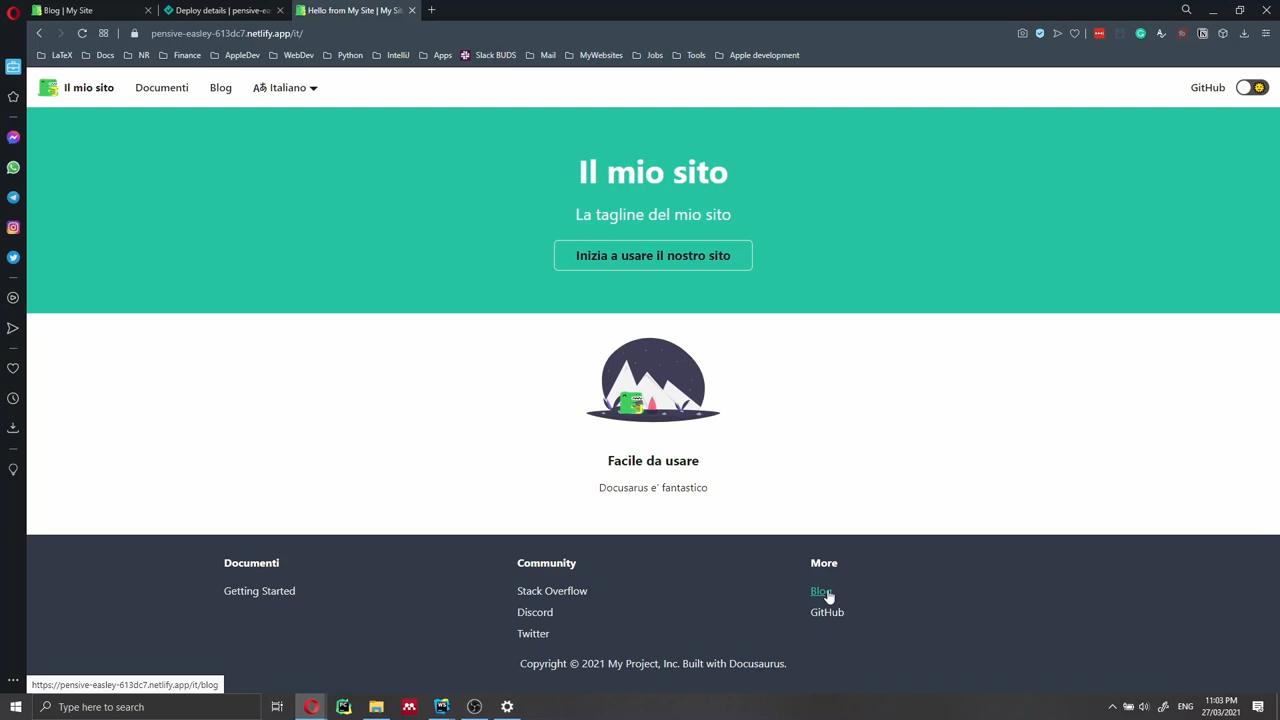 Blog | My Site
Deploy details | pensive-ea
Hello from My Site | My Sit
pensive-easley-613dc7.netlify.app/it/
LaTeX
Docs
NR
Finance
AppleDev
WebDev
Python
IntelliJ
Apps
Slack BUDS
Mail
MyWebsites
Jobs
Tools
Apple development
Il mio sito
Documenti
Blog
Italiano
GitHub
Il mio sito
La tagline del mio sito
Inizia a usare il nostro sito
Facile da usare
Docusarus e' fantastico
Documenti
Community
More
Getting Started
Stack Overflow
Blog
Discord
GitHub
Twitter
Copyright © 2021 My Project, Inc. Built with Docusaurus.
https://pensive-easley-613dc7.netlify.app/it/blog
Type here to search
ENG
11:03 PM
27/03/2021